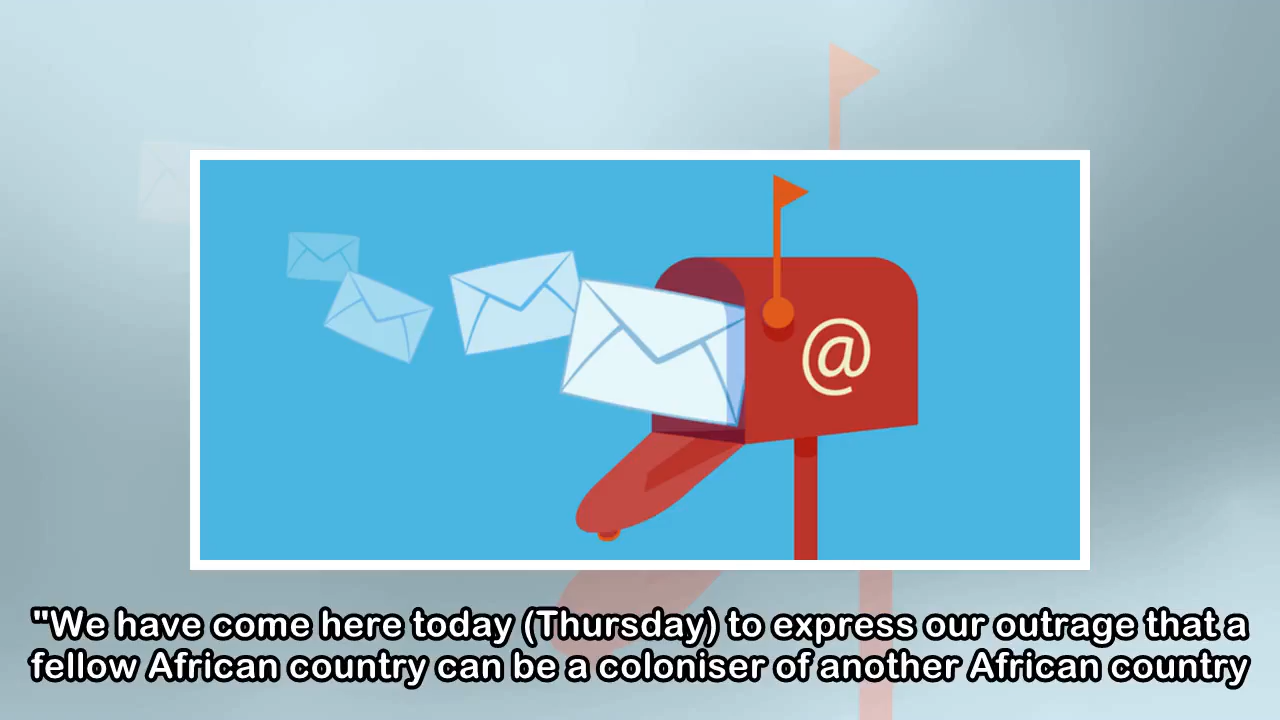 @
"We have come here today (Thursday) to express our outrage that a
fellow African country can be a coloniser of another African country